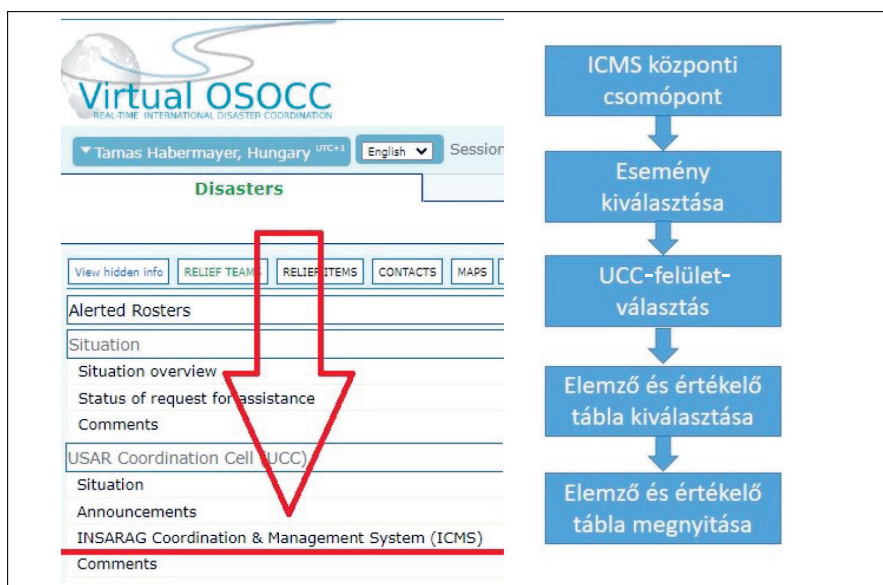 Virtual OSOCC
REAL-TIME INTERNATIONAL DISASTER COORDINATION
Tamas Habermayer, Hungary UTC+1
English
Session
Disasters
View hidden info
RELIEF TEAMS
RELIEF ITEMS
CONTACTS
MAPS
Alerted Rosters
Situation
Situation overview
Status of request for assistance
Comments
USAR Coordination Cell (UCC)
Situation
Announcements
INSARAG Coordination & Management System (ICMS)
Comments
ICMS központi
csomópont
Esemény
kiválasztása
UCC-felület-
választás
Elemző és értékelő
tábla kiválasztása
Elemző és értékelő
tábla megnyitása